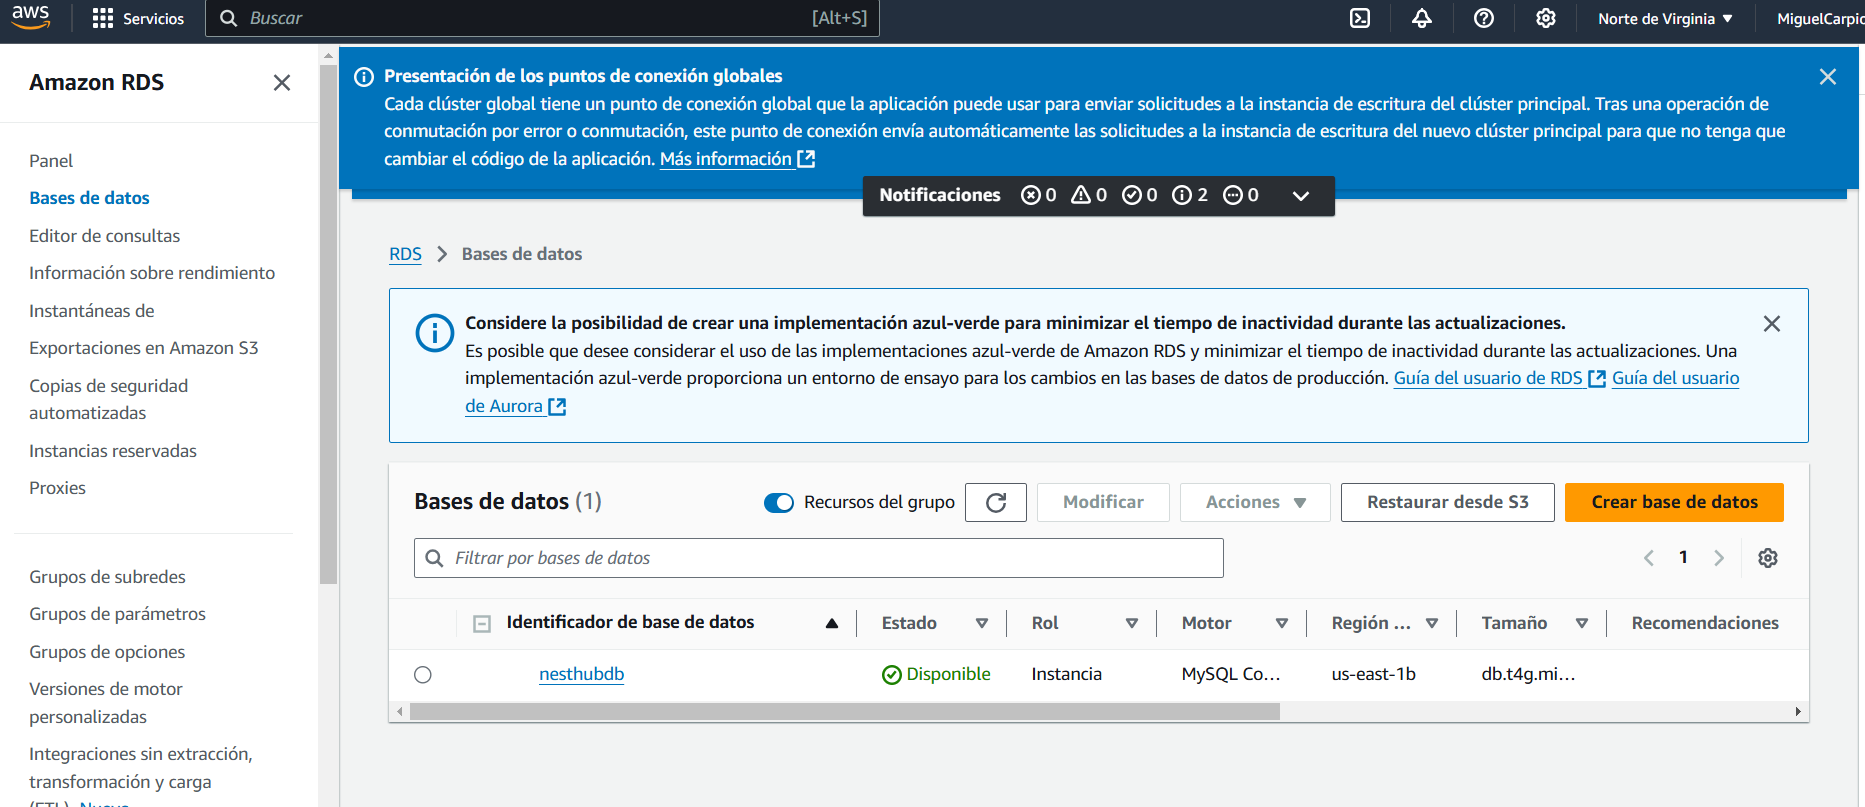 aws
Servicios
Buscar
[Alt+S]
Norte de Virginia
MiguelCarpio
Amazon RDS
Panel
Bases de datos
Editor de consultas
Información sobre rendimiento
Instantáneas de
Exportaciones en Amazon S3
Copias de seguridad
automatizadas
Instancias reservadas
Proxies
Grupos de subredes
Grupos de parámetros
Grupos de opciones
Versiones de motor
personalizadas
Integraciones sin extracción,
transformación y carga
(ETL) Nuevo
Presentación de los puntos de conexión globales
Cada clúster global tiene un punto de conexión global que la aplicación puede usar para enviar solicitudes a la instancia de escritura del clúster principal. Tras una operación de
conmutación por error o conmutación, este punto de conexión envía automáticamente las solicitudes a la instancia de escritura del nuevo clúster principal para que no tenga que
cambiar el código de la aplicación. Más información
Notificaciones 0 0 0 2 0
RDS Bases de datos
Considere la posibilidad de crear una implementación azul-verde para minimizar el tiempo de inactividad durante las actualizaciones.
Es posible que desee considerar el uso de las implementaciones azul-verde de Amazon RDS y minimizar el tiempo de inactividad durante las actualizaciones. Una
implementación azul-verde proporciona un entorno de ensayo para los cambios en las bases de datos de producción. Guía del usuario de RDS Guía del usuario
de Aurora
Bases de datos (1)
Recursos del grupo
Modificar
Acciones
Restaurar desde S3
Crear base de datos
Filtrar por bases de datos
1
Identificador de base de datos Estado Rol Motor Región ... Tamaño Recomendaciones
nesthubdb Disponible Instancia MySQL Co... us-east-1b db.t4g.mi...